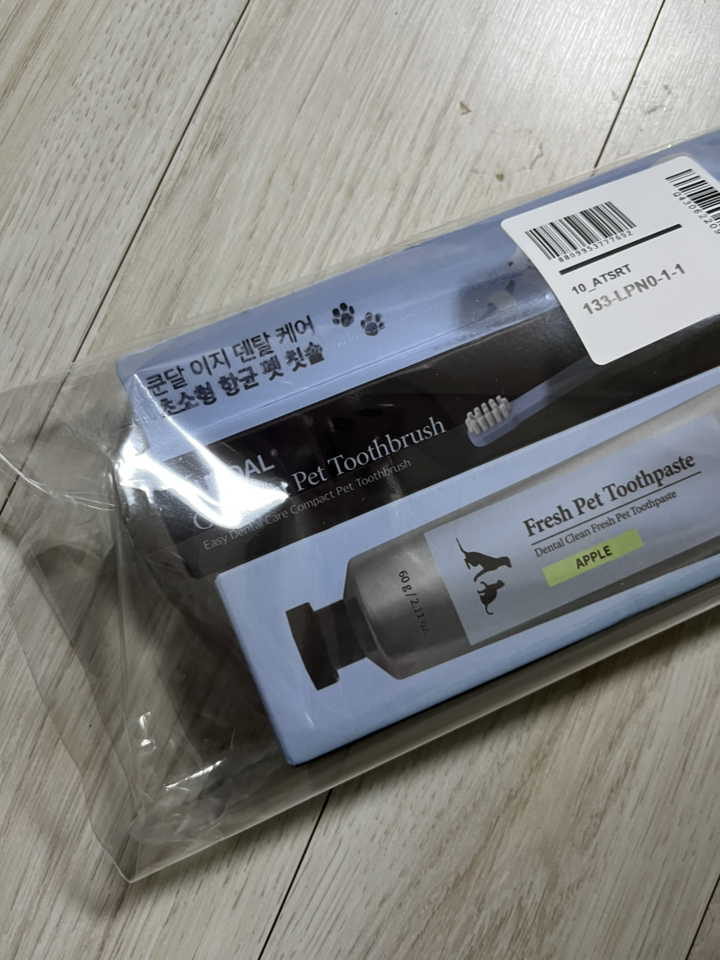 8809953777692
10_ATSRT
133-LPN0-1-1
쿤달 이지 덴탈 케어
초소형 항균 펫 칫솔
Pet Toothbrush
Easy Dental Care Compact Pet Toothbrush
Fresh Pet Toothpaste
Dental Clean Fresh Pet Toothpaste
APPLE
60 g / 2.11 oz.